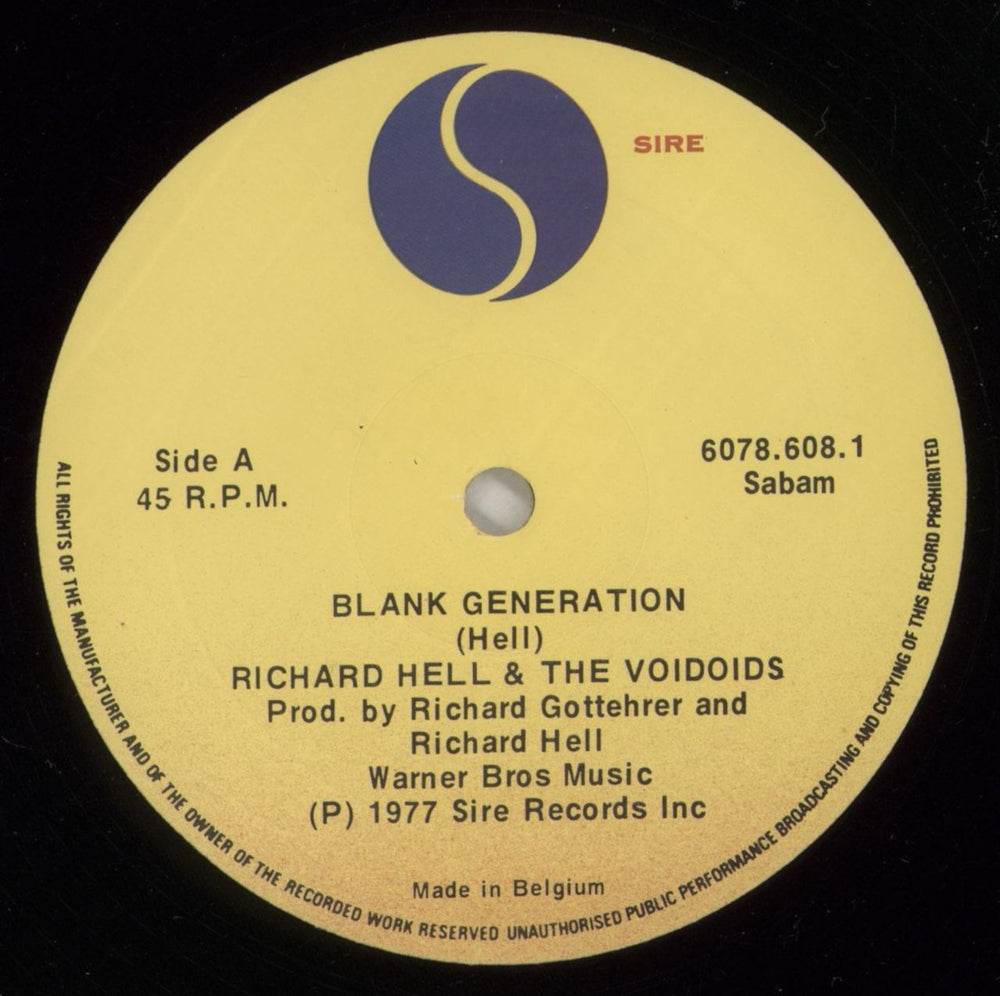 SIRE
Side A
45 R.P.M.
6078.608.1
Sabam
BLANK GENERATION
(Hell)
RICHARD HELL & THE VOIDOIDS
Prod. by Richard Gottehrer and
Richard Hell
Warner Bros Music
(P) 1977 Sire Records Inc
Made in Belgium
ALL RIGHTS OF THE MANUFACTURER AND OF THE OWNER OF THE RECORDED WORK RESERVED UNAUTHORISED PUBLIC PERFORMANCE BROADCASTING AND COPYING OF THIS RECORD PROHIBITED